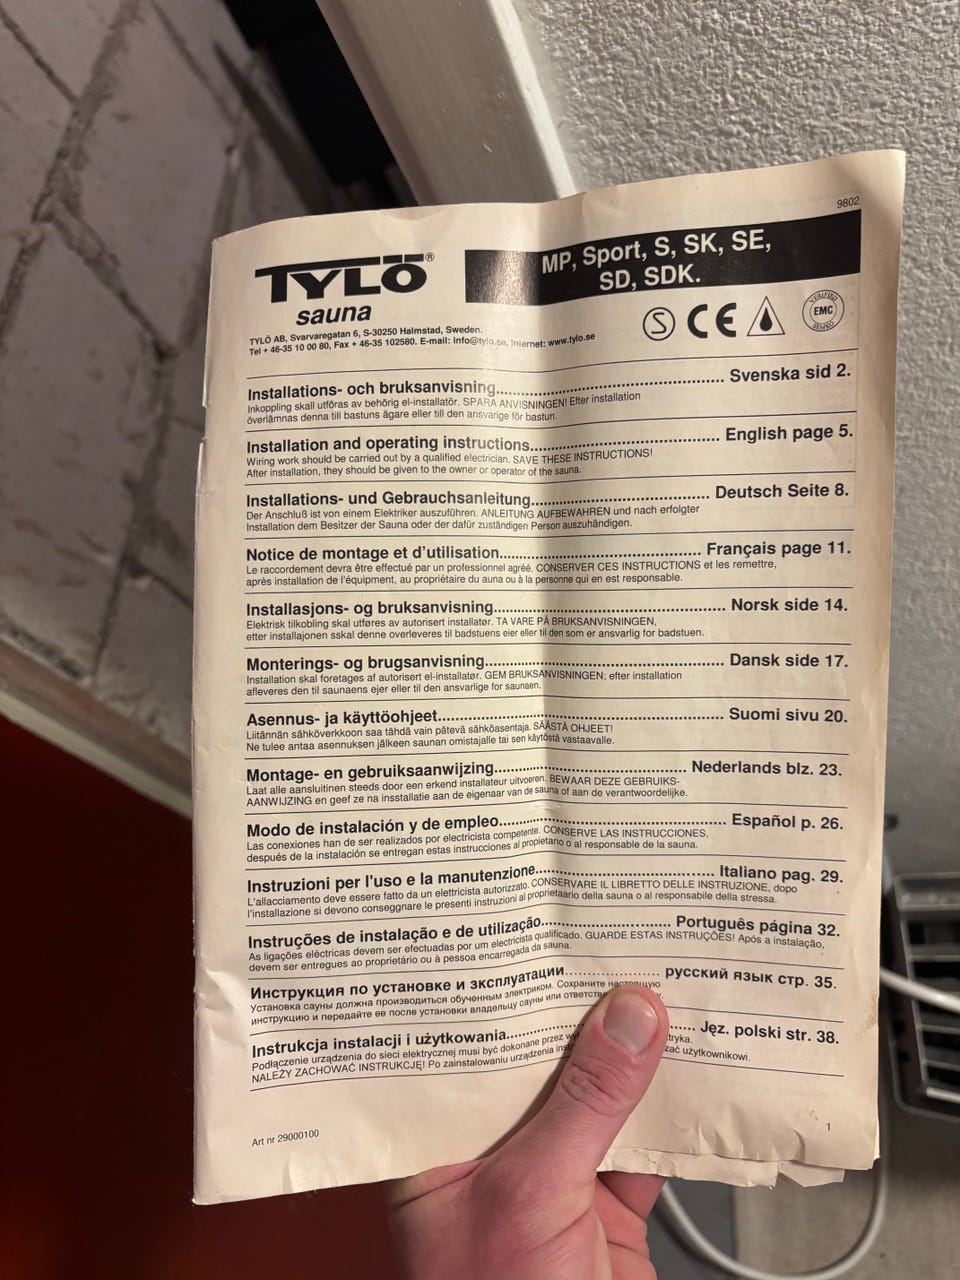 9802
TYLÖ®
sauna
MP, Sport, S, SK, SE,
SD, SDK.
TYLÖ AB, Svarvaregatan 6, S-30250 Halmstad, Sweden.
Tel + 46-35 10 00 80, Fax + 46-35 102580. E-mail: info@tylo.se, Internet: www.tylo.se
S CE VERIFIED EMC SEMKO
Installations- och bruksanvisning.......................................... Svenska sid 2.
Inkoppling skall utföras av behörig el-installatör. SPARA ANVISNINGEN! Efter installation
överlämnas denna till bastuns ägare eller till den ansvarige för bastun.
Installation and operating instructions.................................. English page 5.
Wiring work should be carried out by a qualified electrician. SAVE THESE INSTRUCTIONS!
After installation, they should be given to the owner or operator of the sauna.
Installations- und Gebrauchsanleitung................................ Deutsch Seite 8.
Der Anschluß ist von einem Elektriker auszuführen. ANLEITUNG AUFBEWAHREN und nach erfolgter
Installation dem Besitzer der Sauna oder der dafür zuständigen Person auszuhändigen.
Notice de montage et d'utilisation..................................... Français page 11.
Le raccordement devra être effectué par un professionnel agréé. CONSERVER CES INSTRUCTIONS et les remettre,
après installation de l'équipment, au propriétaire du auna ou à la personne qui en est responsable.
Installasjons- og bruksanvisning.......................................... Norsk side 14.
Elektrisk tilkobling skal utføres av autorisert installatør. TA VARE PÅ BRUKSANVISNINGEN,
etter installajonen sskal denne overleveres til badstuens eier eller til den som er ansvarlig for badstuen.
Monterings- og brugsanvisning........................................... Dansk side 17.
Installation skal foretages af autorisert el-installatør. GEM BRUKSANVISNINGEN; efter installation
afleveres den til saunaens ejer eller til den ansvarlige for saunaen.
Asennus- ja käyttöohjeet.................................................... Suomi sivu 20.
Liitännän sähköverkkoon saa tähdä vain pätevä sähköasentaja. SÄÄSTÄ OHJEET!
Ne tulee antaa asennuksen jälkeen saunan omistajalle tai sen käytöstä vastaavalle.
Montage- en gebruiksaanwijzing.................................. Nederlands blz. 23.
Laat alle aansluitinen steeds door een erkend installateur uitvoeren. BEWAAR DEZE GEBRUIKS-
AANWIJZING en geef ze na insstallatie aan de eigenaar van de sauna of aan de verantwoordelijke.
Modo de instalación y de empleo......................................... Español p. 26.
Las conexiones han de ser realizados por electricista competente. CONSERVE LAS INSTRUCCIONES,
después de la instalación se entregan estas instrucciones al propietario o al responsable de la sauna.
Instruzioni per l'uso e la manutenzione............................... Italiano pag. 29.
L'allacciamento deve essere fatto da un elettricista autorizzato. CONSERVARE IL LIBRETTO DELLE INSTRUZIONE, dopo
l'installazione si devono conseggnare le presenti instruzioni al proprietaario della sauna o al responsabile della stressa.
Instruções de instalação e de utilização........................ Português página 32.
As ligações eléctricas devem ser efectuadas por um electricista qualificado. GUARDE ESTAS INSTRUÇÕES! Após a instalação,
devem ser entregues ao proprietário ou à pessoa encarregada da sauna.
Инструкция по установке и эксплуатации.................. русский язык стр. 35.
Установка сауны должна производиться обученным электриком. Сохраните настоящую
инструкцию и передайте ее после установки владельцу сауны или
Instrukcja instalacji i użytkowania.......................... Jęz. polski str. 38.
Podłączenie urządzenia do sieci elektrycznej musi być dokonane przez
NALEŻY ZACHOWAĆ INSTRUKCJĘ! Po zainstalowaniu urządzenia użytkownikowi.
Art nr 29000100
1